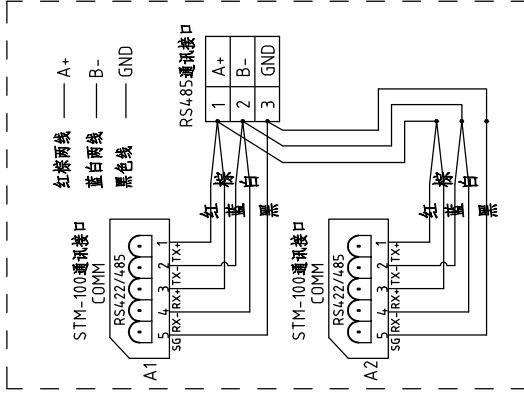 红棕两线 —— A+
蓝白两线 —— B-
黑色线 —— GND
RS485通讯接口
1 A+
2 B-
3 GND
STM-100通讯接口
COMM
RS422/485
5 4 3 2 1
SG RX- RX+ TX- TX+
A1
红 棕
蓝 白
黑
STM-100通讯接口
COMM
RS422/485
5 4 3 2 1
SG RX- RX+ TX- TX+
A2
红 棕
蓝 白
黑